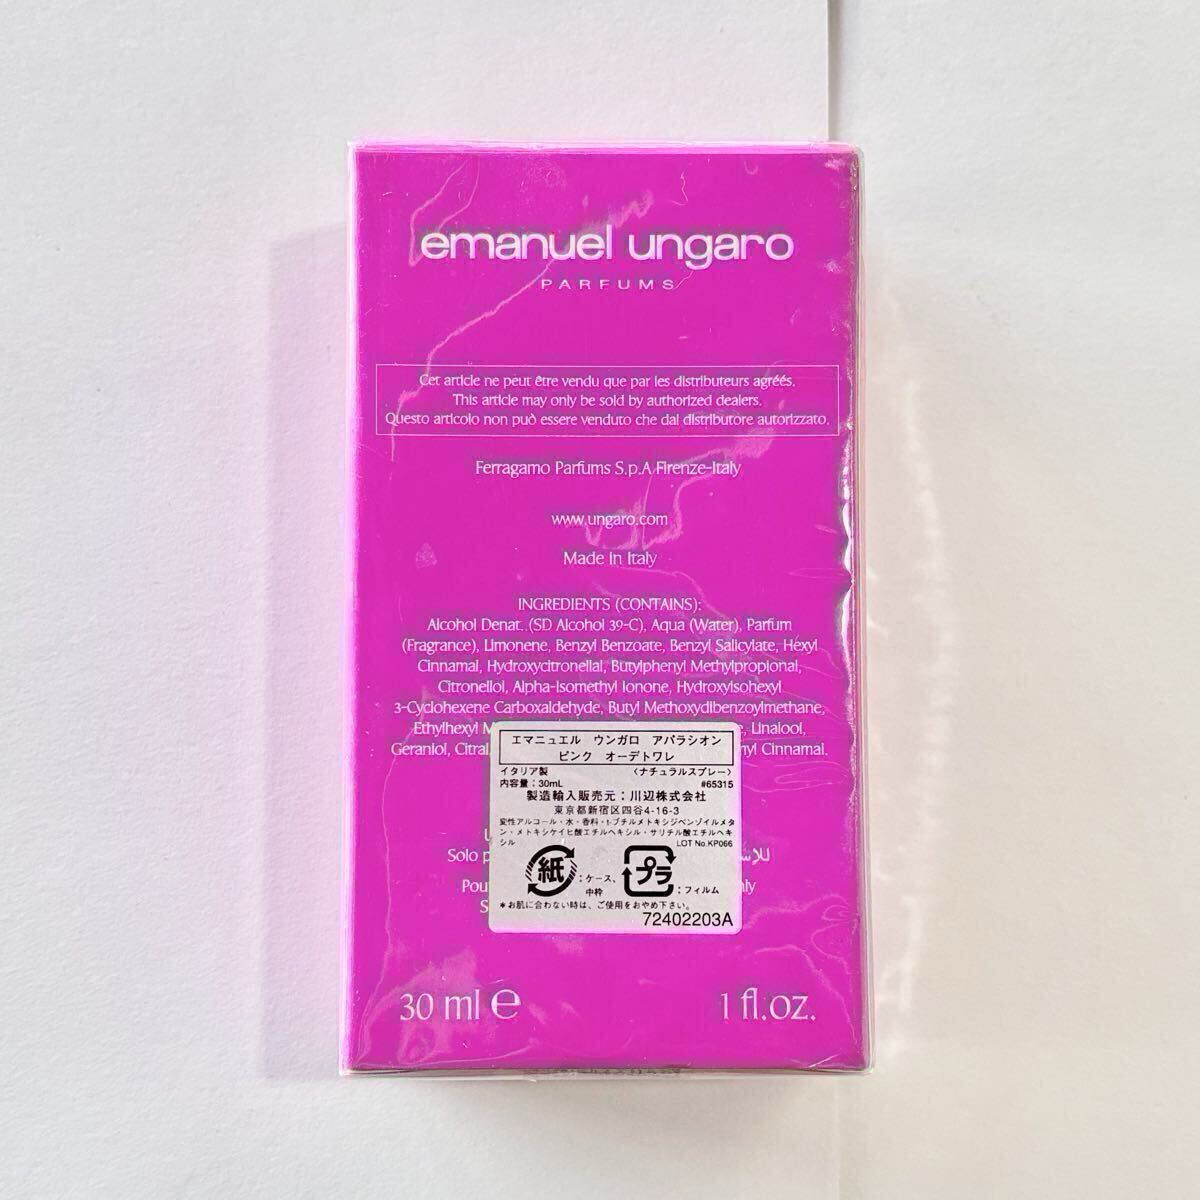 emanuel ungaro
PARFUMS
Cet article ne peut être vendu que par les distributeurs agréés.
This article may only be sold by authorized dealers.
Questo articolo non può essere venduto che dal distributore autorizzato.
Ferragamo Parfums S.p.A Firenze-Italy
www.ungaro.com
Made in Italy
INGREDIENTS (CONTAINS):
Alcohol Denat..(SD Alcohol 39-C), Aqua (Water), Parfum
(Fragrance), Limonene, Benzyl Benzoate, Benzyl Salicylate, Hexyl
Cinnamal, Hydroxycitronellal, Butylphenyl Methylpropional,
Citronellol, Alpha-Isomethyl Ionone, Hydroxyisohexyl
3-Cyclohexene Carboxaldehyde, Butyl Methoxydibenzoylmethane,
Ethylhexyl Linalool,
Geraniol, Citral Cinnamal.
エマニュエル ウンガロ アパラシオン
ピンク オーデトワレ
イタリア製 〈ナチュラルスプレー〉
内容量：30mL #65315
製造輸入販売元：川辺株式会社
東京都新宿区四谷4-16-3
変性アルコール・水・香料・t-ブチルメトキシジベンゾイルメタ
ン・メトキシケイヒ酸エチルヘキシル・サリチル酸エチルヘキ
シル LOT No.KP066
Solo
紙 ：ケース、中枠 プラ ：フィルム
＊お肌に合わない時は、ご使用をおやめ下さい。
72402203A
30 ml e 1 fl.oz.